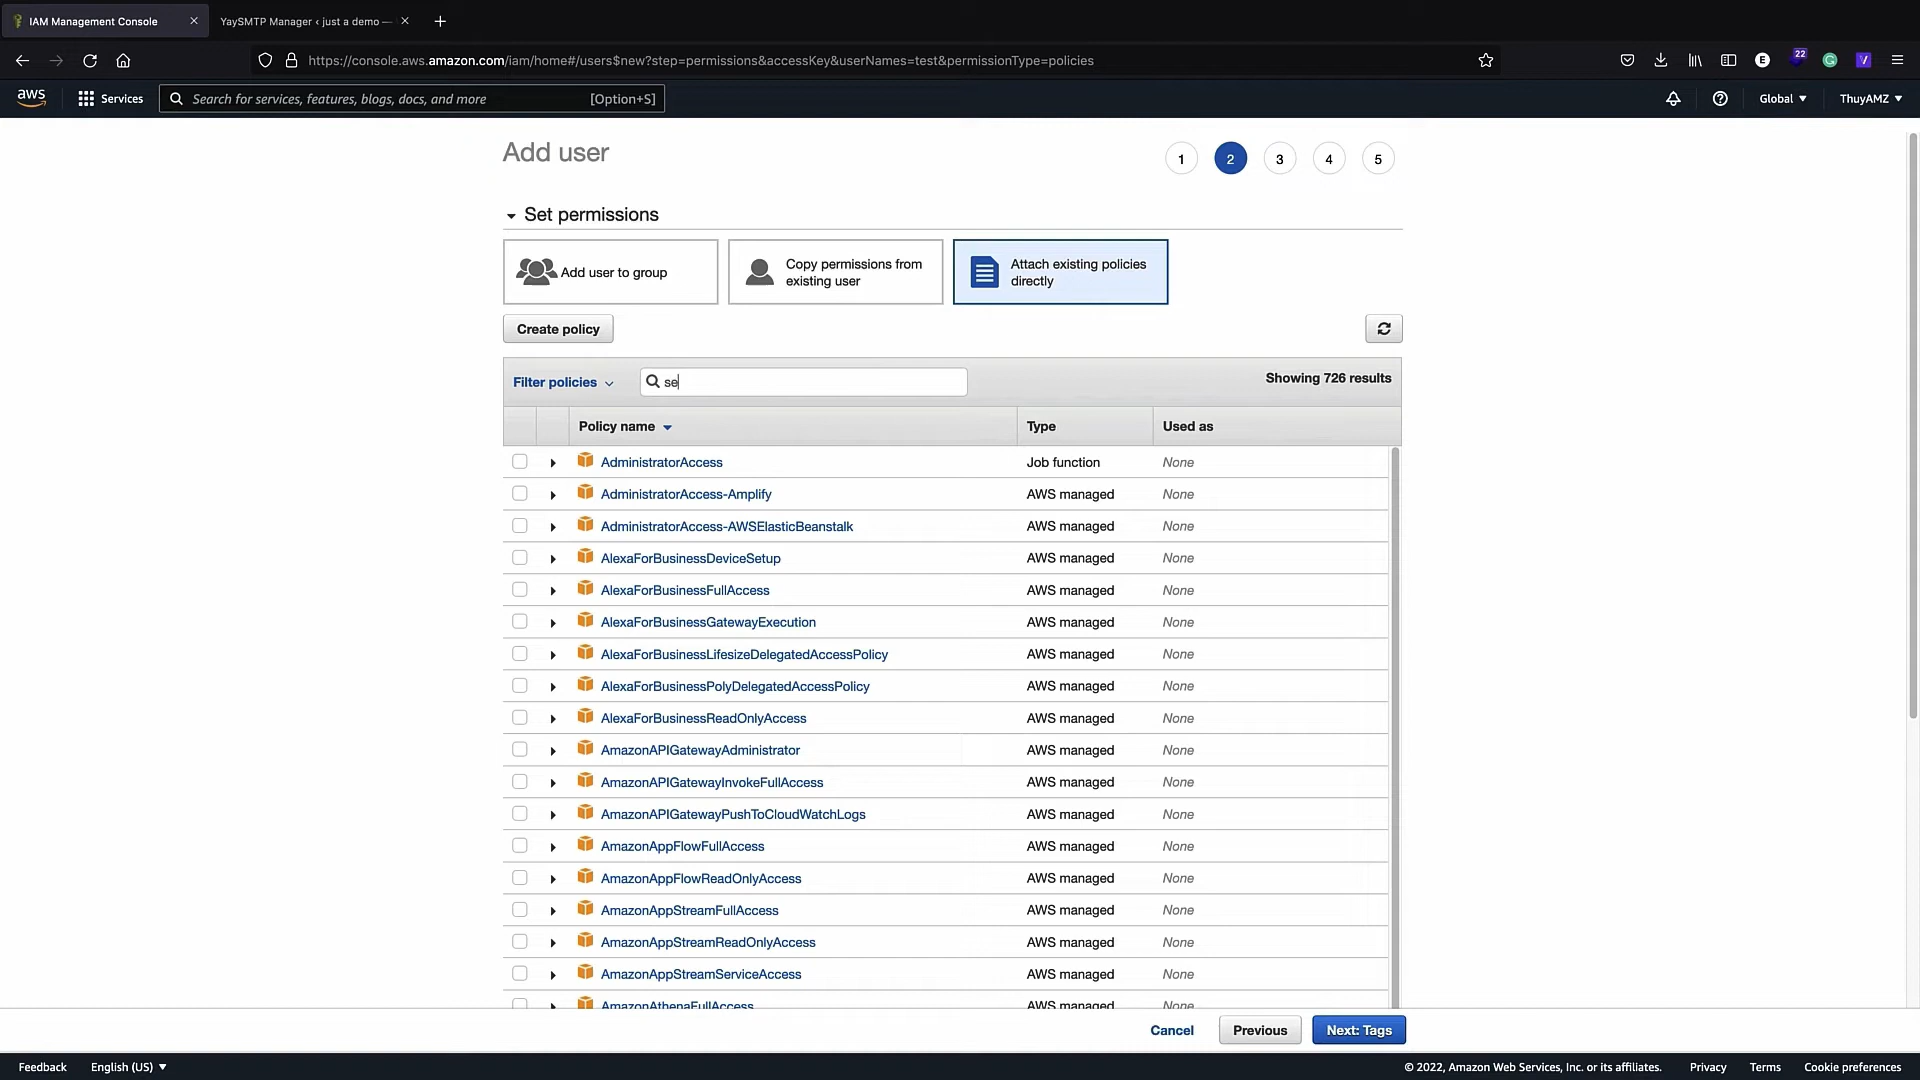 IAM Management Console
YaySMTP Manager ‹ just a demo —
https://console.aws.amazon.com/iam/home#/users$new?step=permissions&accessKey&userNames=test&permissionType=policies
22
E
G
V
aws
Services
Search for services, features, blogs, docs, and more
[Option+S]
Global
ThuyAMZ
Add user
1 2 3 4 5
Set permissions
Add user to group
Copy permissions from
existing user
Attach existing policies
directly
Create policy
Filter policies
se
Showing 726 results
Policy name Type Used as
AdministratorAccess Job function None
AdministratorAccess-Amplify AWS managed None
AdministratorAccess-AWSElasticBeanstalk AWS managed None
AlexaForBusinessDeviceSetup AWS managed None
AlexaForBusinessFullAccess AWS managed None
AlexaForBusinessGatewayExecution AWS managed None
AlexaForBusinessLifesizeDelegatedAccessPolicy AWS managed None
AlexaForBusinessPolyDelegatedAccessPolicy AWS managed None
AlexaForBusinessReadOnlyAccess AWS managed None
AmazonAPIGatewayAdministrator AWS managed None
AmazonAPIGatewayInvokeFullAccess AWS managed None
AmazonAPIGatewayPushToCloudWatchLogs AWS managed None
AmazonAppFlowFullAccess AWS managed None
AmazonAppFlowReadOnlyAccess AWS managed None
AmazonAppStreamFullAccess AWS managed None
AmazonAppStreamReadOnlyAccess AWS managed None
AmazonAppStreamServiceAccess AWS managed None
AmazonAthenaFullAccess AWS managed None
Cancel
Previous
Next: Tags
Feedback
English (US)
© 2022, Amazon Web Services, Inc. or its affiliates.
Privacy
Terms
Cookie preferences